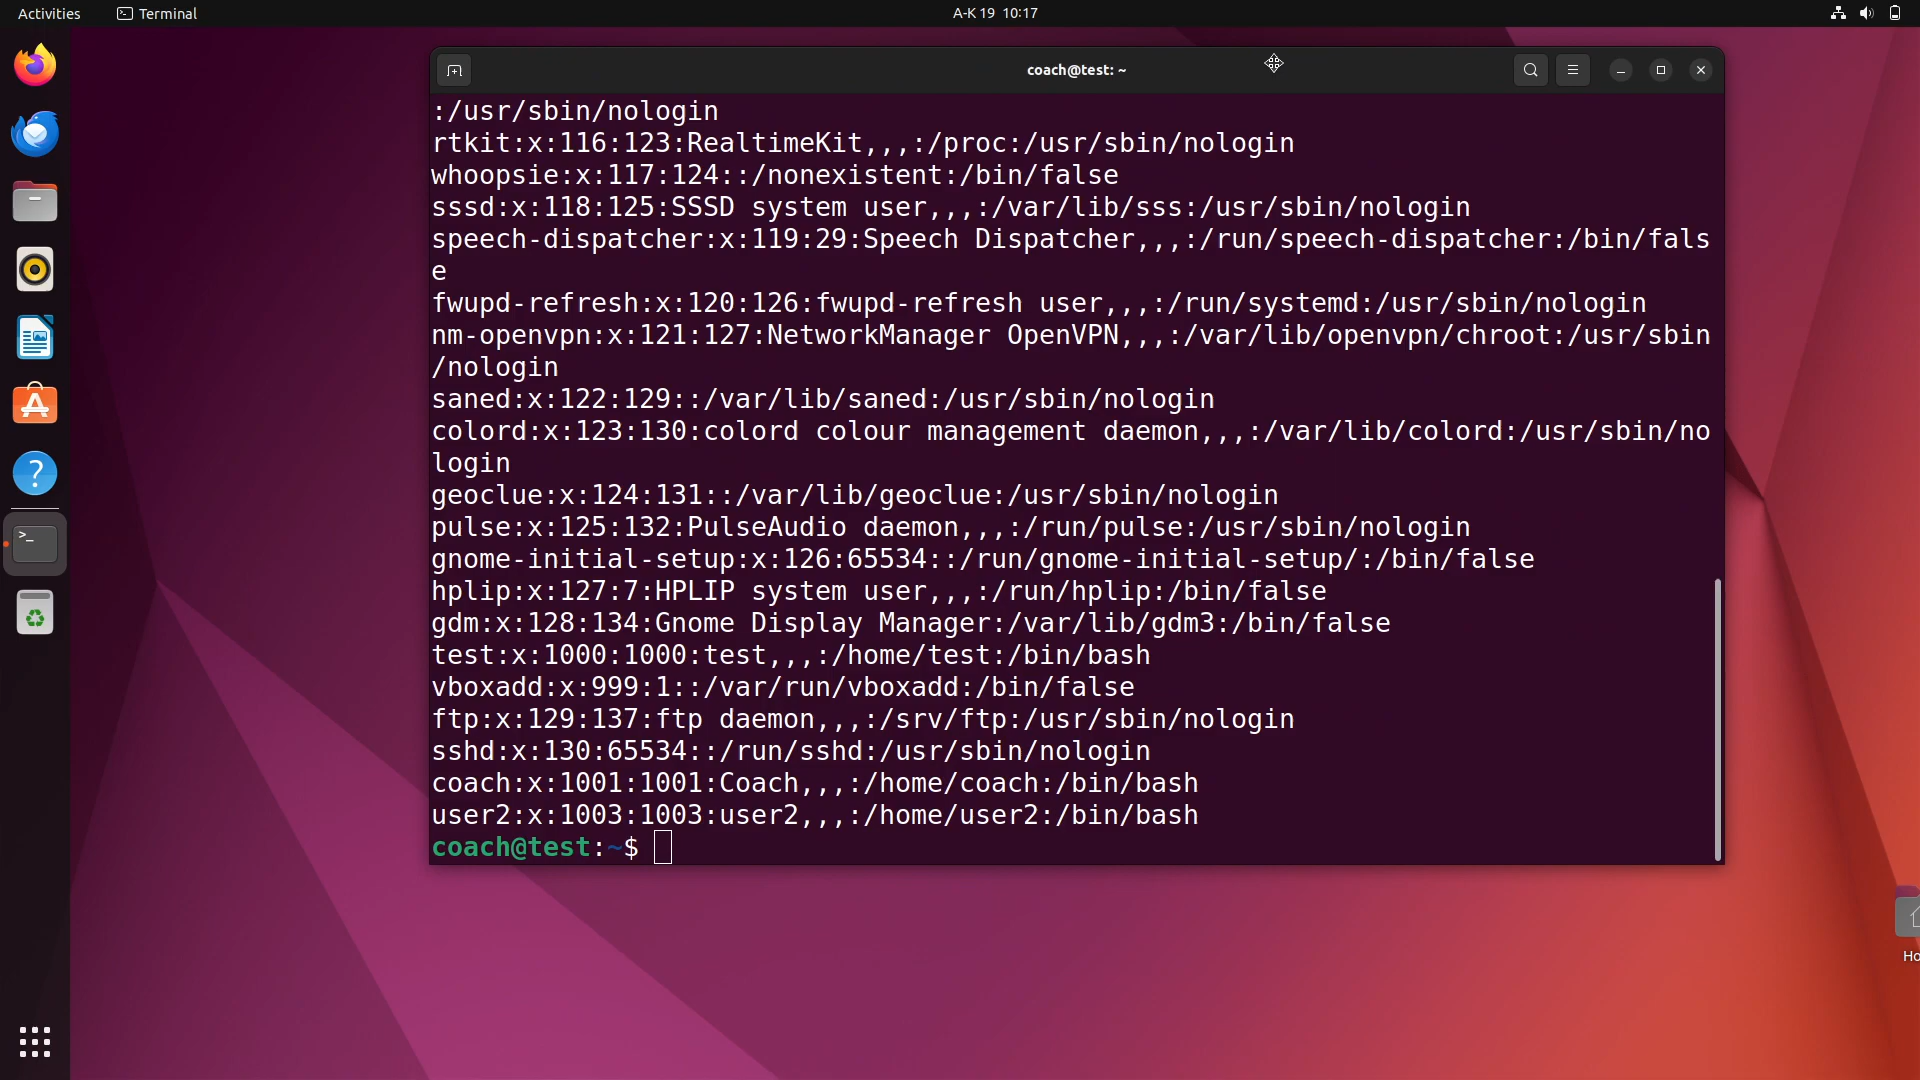 Activities
Terminal
A-K 19 10:17
coach@test: ~
:/usr/sbin/nologin
rtkit:x:116:123:RealtimeKit,,,:/proc:/usr/sbin/nologin
whoopsie:x:117:124::/nonexistent:/bin/false
sssd:x:118:125:SSSD system user,,,:/var/lib/sss:/usr/sbin/nologin
speech-dispatcher:x:119:29:Speech Dispatcher,,,:/run/speech-dispatcher:/bin/fals
e
fwupd-refresh:x:120:126:fwupd-refresh user,,,:/run/systemd:/usr/sbin/nologin
nm-openvpn:x:121:127:NetworkManager OpenVPN,,,:/var/lib/openvpn/chroot:/usr/sbin
/nologin
saned:x:122:129::/var/lib/saned:/usr/sbin/nologin
colord:x:123:130:colord colour management daemon,,,:/var/lib/colord:/usr/sbin/no
login
geoclue:x:124:131::/var/lib/geoclue:/usr/sbin/nologin
pulse:x:125:132:PulseAudio daemon,,,:/run/pulse:/usr/sbin/nologin
gnome-initial-setup:x:126:65534::/run/gnome-initial-setup/:/bin/false
hplip:x:127:7:HPLIP system user,,,:/run/hplip:/bin/false
gdm:x:128:134:Gnome Display Manager:/var/lib/gdm3:/bin/false
test:x:1000:1000:test,,,:/home/test:/bin/bash
vboxadd:x:999:1::/var/run/vboxadd:/bin/false
ftp:x:129:137:ftp daemon,,,:/srv/ftp:/usr/sbin/nologin
sshd:x:130:65534::/run/sshd:/usr/sbin/nologin
coach:x:1001:1001:Coach,,,:/home/coach:/bin/bash
user2:x:1003:1003:user2,,,:/home/user2:/bin/bash
coach@test:~$
Ho